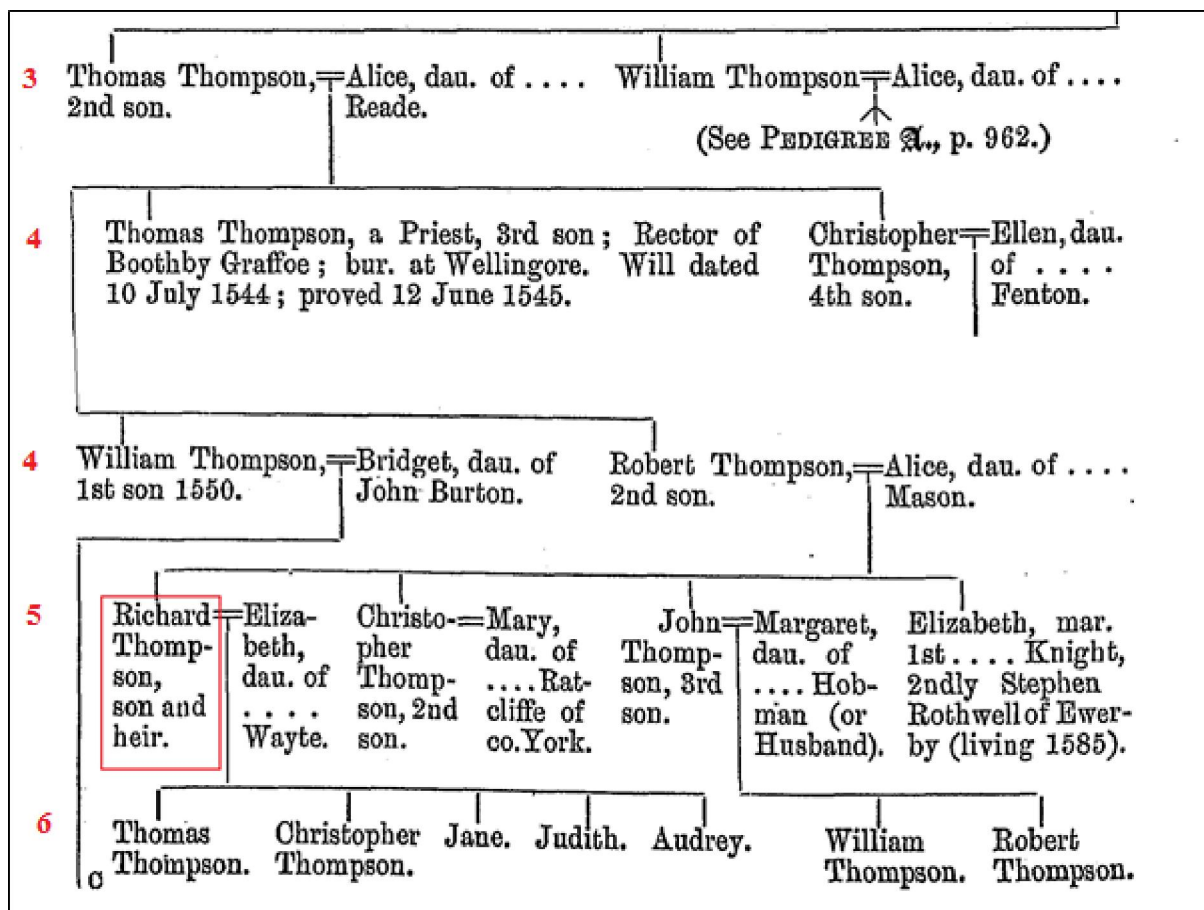 3
Thomas Thompson,
2nd son.
Alice, dau. of ....
Reade.
William Thompson
Alice, dau. of ....
(See PEDIGREE 𝕬., p. 962.)
4
Thomas Thompson, a Priest, 3rd son; Rector of
Boothby Graffoe; bur. at Wellingore. Will dated
10 July 1544; proved 12 June 1545.
Christopher
Thompson,
4th son.
Ellen, dau.
of ....
Fenton.
4
William Thompson,
1st son 1550.
Bridget, dau. of
John Burton.
Robert Thompson,
2nd son.
Alice, dau. of ....
Mason.
5
Richard
Thomp-
son,
son and
heir.
Eliza-
beth,
dau. of
....
Wayte.
Christo-
pher
Thomp-
son, 2nd
son.
Mary,
dau. of
....Rat-
cliffe of
co.York.
John
Thomp-
son, 3rd
son.
Margaret,
dau. of
....Hob-
man (or
Husband).
Elizabeth, mar.
1st....Knight,
2ndly Stephen
Rothwell of Ewer-
by (living 1585).
6
Thomas
Thompson.
Christopher
Thompson.
Jane.
Judith.
Audrey.
William
Thompson.
Robert
Thompson.
C